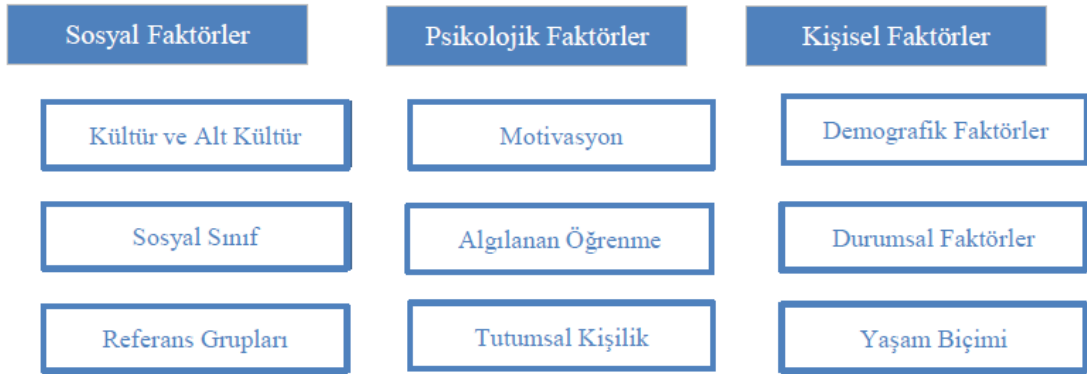 Sosyal Faktörler
Psikolojik Faktörler
Kişisel Faktörler
Kültür ve Alt Kültür
Motivasyon
Demografik Faktörler
Sosyal Sınıf
Algılanan Öğrenme
Durumsal Faktörler
Referans Grupları
Tutumsal Kişilik
Yaşam Biçimi